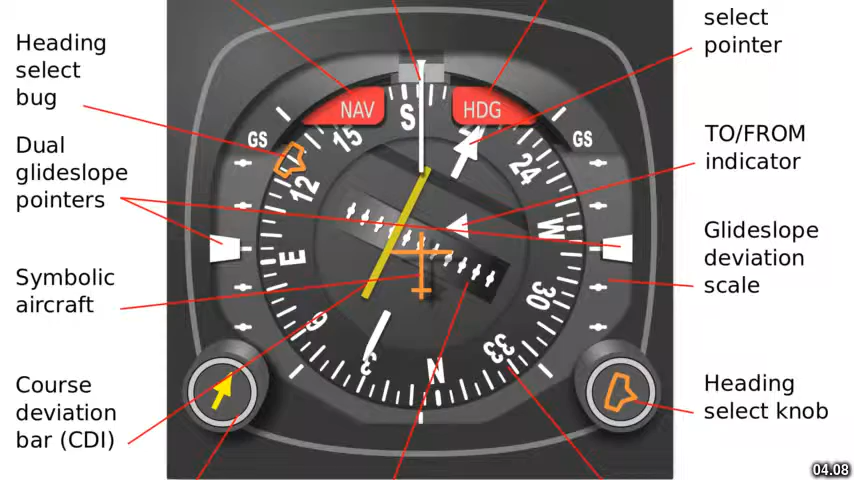 Heading
select
bug
Dual
glideslope
pointers
Symbolic
aircraft
Course
deviation
bar (CDI)
NAV
HDG
GS
GS
S
15
12
E
6
3
N
33
30
W
24
select
pointer
TO/FROM
indicator
Glideslope
deviation
scale
Heading
select knob
04.08